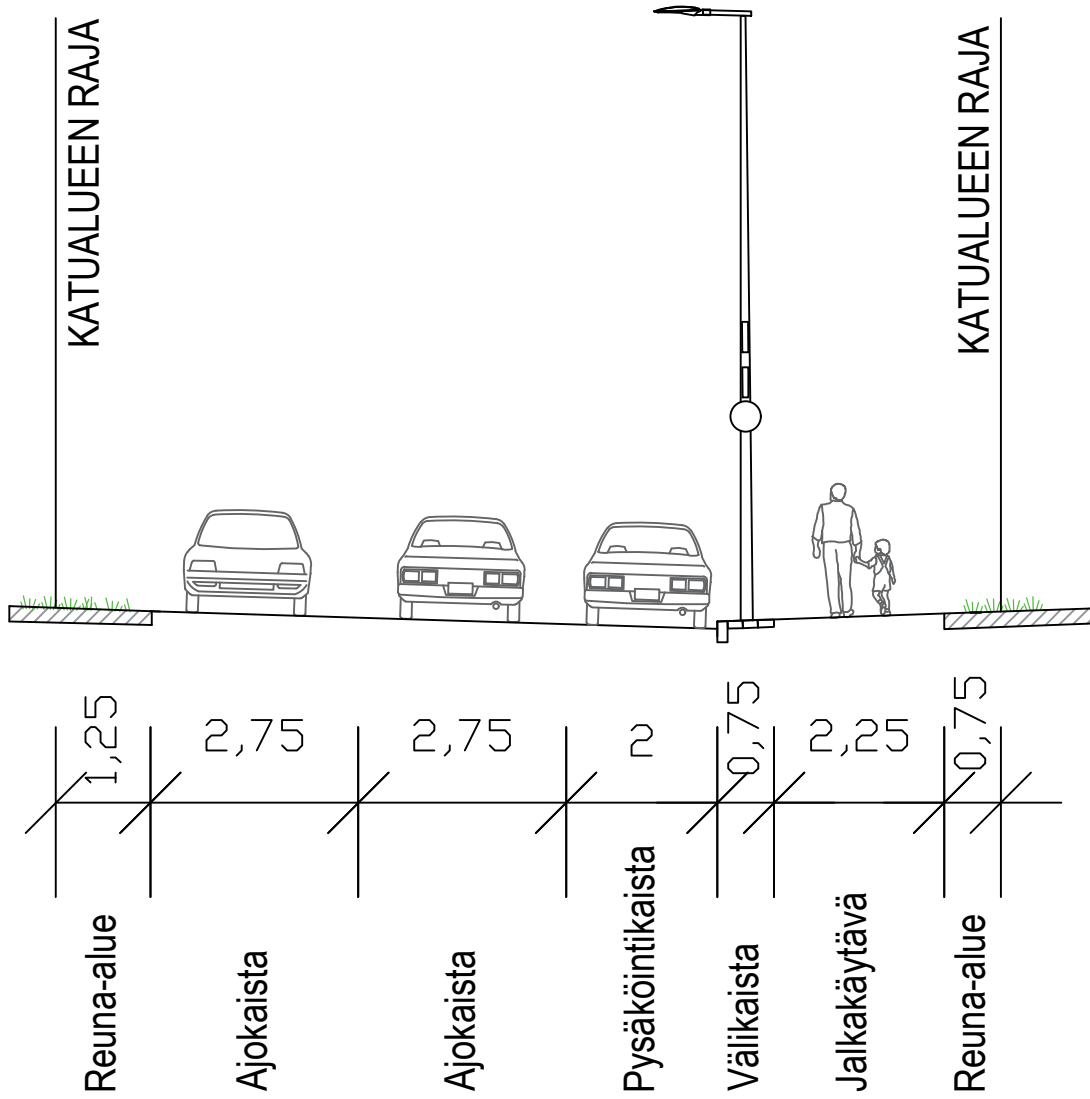 KATUALUEEN RAJA
KATUALUEEN RAJA
1,25
2,75
2,75
2
0,75
2,25
0,75
Reuna-alue
Ajokaista
Ajokaista
Pysäköintikaista
Välikaista
Jalkakäytävä
Reuna-alue